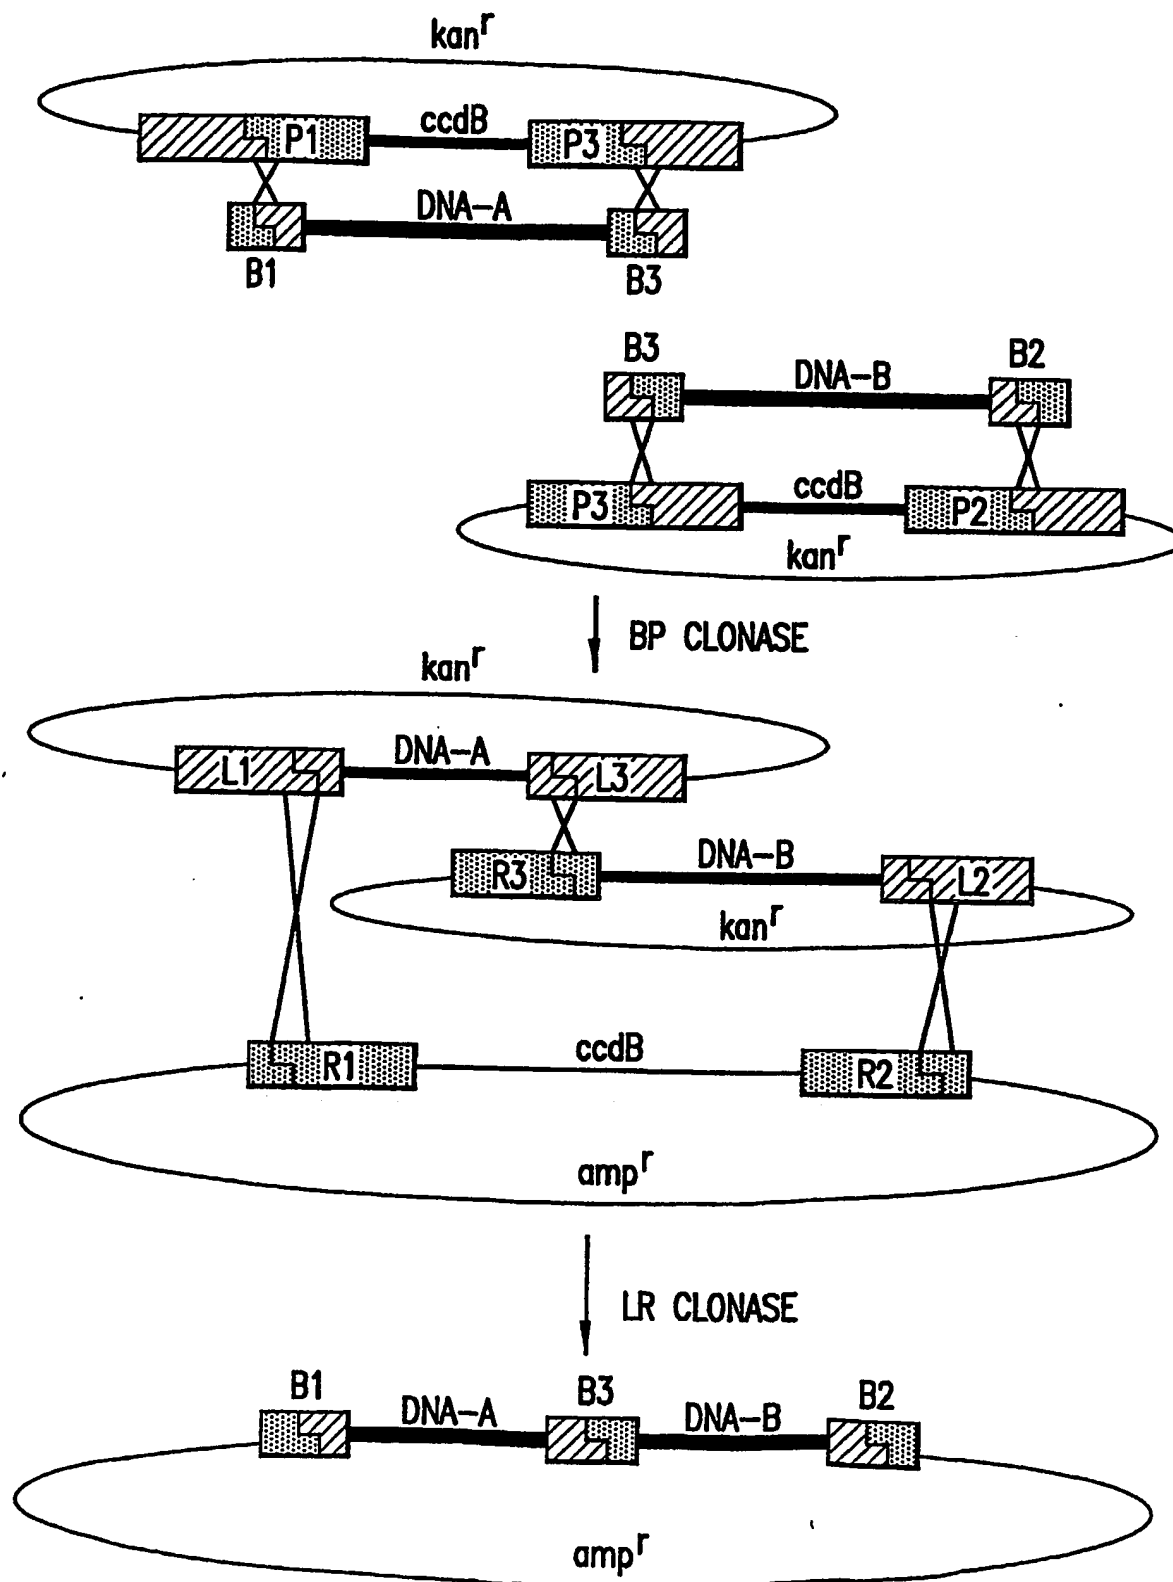 kanʳ
P1 ccdB P3
DNA-A
B1 B3
B3 DNA-B B2
P3 ccdB P2
kanʳ
BP CLONASE
kanʳ
L1 DNA-A L3
R3 DNA-B L2
kanʳ
R1 ccdB R2
ampʳ
LR CLONASE
B1 DNA-A B3 DNA-B B2
ampʳ